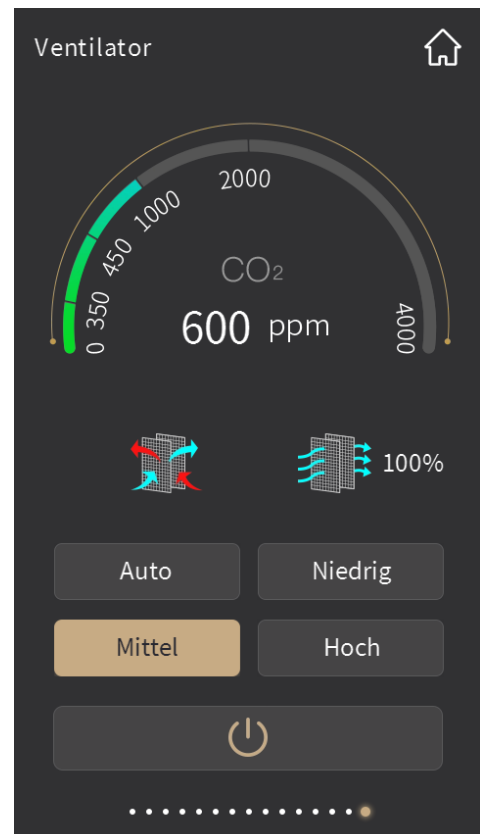 Ventilator
2000
1000
450
350
0
4000
CO₂
600 ppm
100%
Auto
Niedrig
Mittel
Hoch